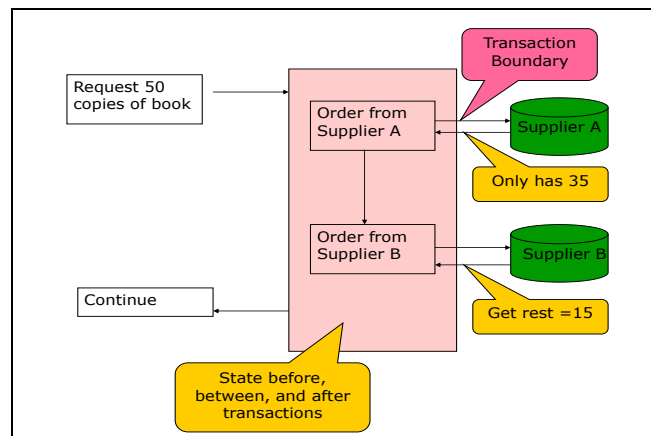 Transaction
Boundary
Request 50
copies of book
Order from
Supplier A
Supplier A
Only has 35
Order from
Supplier B
Supplier B
Continue
Get rest =15
State before,
between, and after
transactions